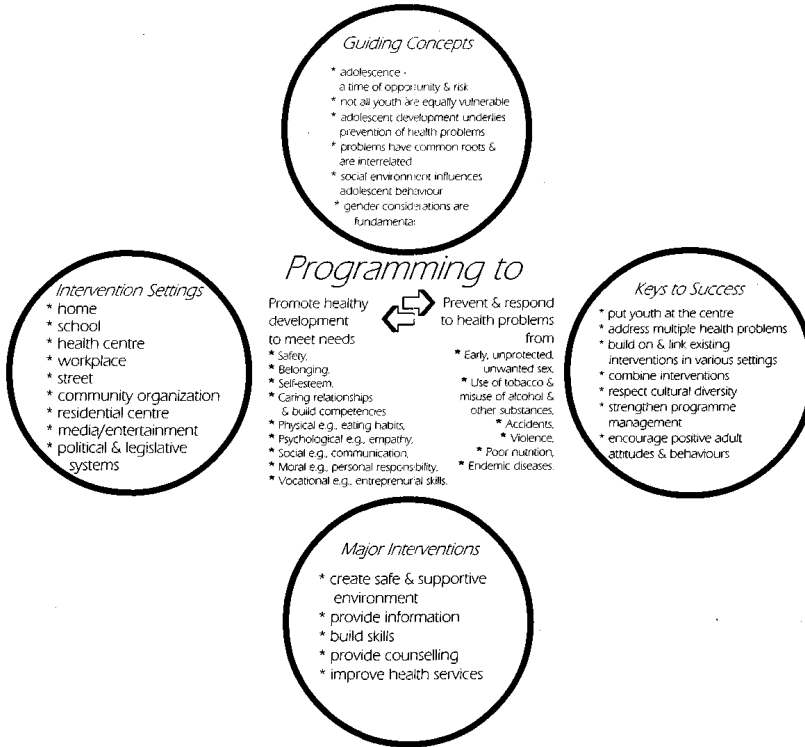 Guiding Concepts
* adolescence -
a time of opportunity & risk
* not all youth are equally vulnerable
* adolescent development underlies
prevention of health problems
* problems have common roots &
are interrelated
* social environment influences
adolescent behaviour
* gender considerations are
fundamental
Intervention Settings
* home
* school
* health centre
* workplace
* street
* community organization
* residential centre
* media/entertainment
* political & legislative
systems
Programming to
Promote healthy
development
to meet needs
* Safety,
* Belonging,
* Self-esteem,
* Caring relationships
& build competencies
* Physical e.g., eating habits,
* Psychological e.g., empathy,
* Social e.g., communication,
* Moral e.g., personal responsibility,
* Vocational e.g., entreprenurial skills.
Prevent & respond
to health problems
from
* Early, unprotected,
unwanted sex,
* Use of tobacco &
misuse of alcohol &
other substances,
* Accidents,
* Violence,
* Poor nutrition,
* Endemic diseases.
Keys to Success
* put youth at the centre
* address multiple health problems
* build on & link existing
interventions in various settings
* combine interventions
* respect cultural diversity
* strengthen programme
management
* encourage positive adult
attitudes & behaviours
Major Interventions
* create safe & supportive
environment
* provide information
* build skills
* provide counselling
* improve health services